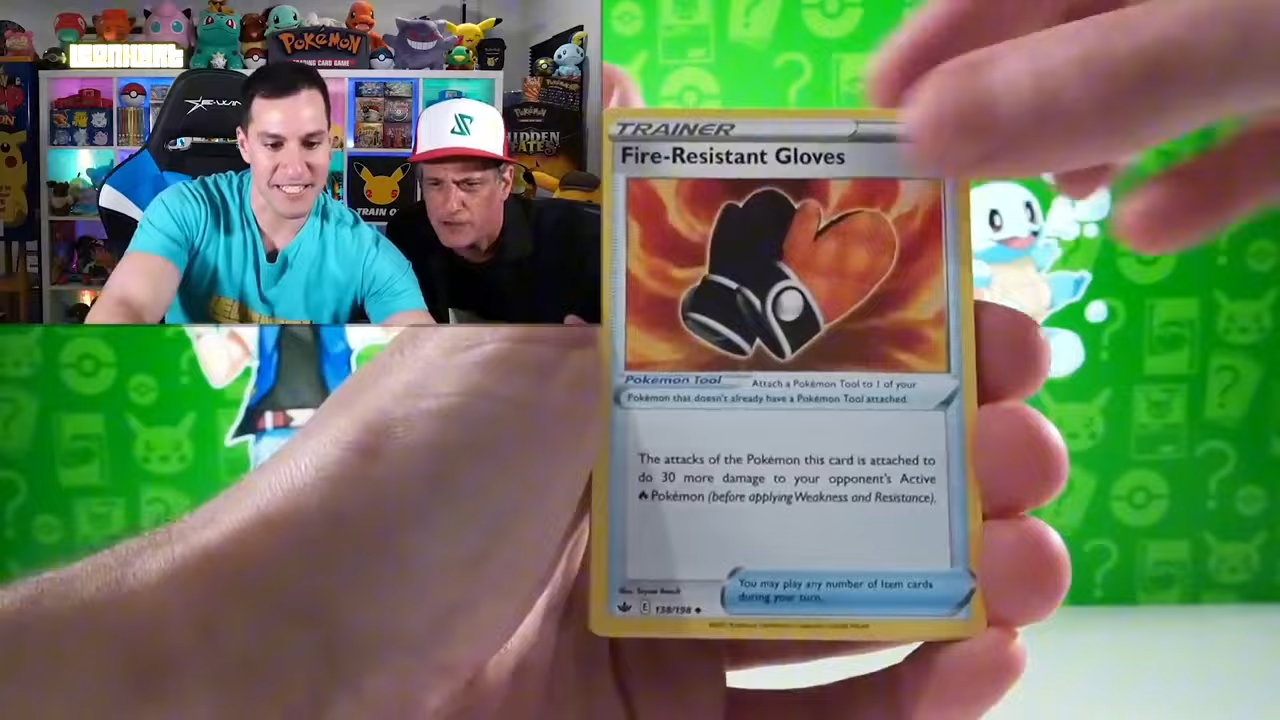 LEONHART
POKéMON
TRADING CARD GAME
HIDDEN
FATES
TRAIN O
TRAINER
Fire-Resistant Gloves
Pokémon Tool
Attach a Pokémon Tool to 1 of your
Pokémon that doesn't already have a Pokémon Tool attached.
The attacks of the Pokémon this card is attached to
do 30 more damage to your opponent's Active
Pokémon (before applying Weakness and Resistance).
You may play any number of Item cards
during your turn.
E 138/198